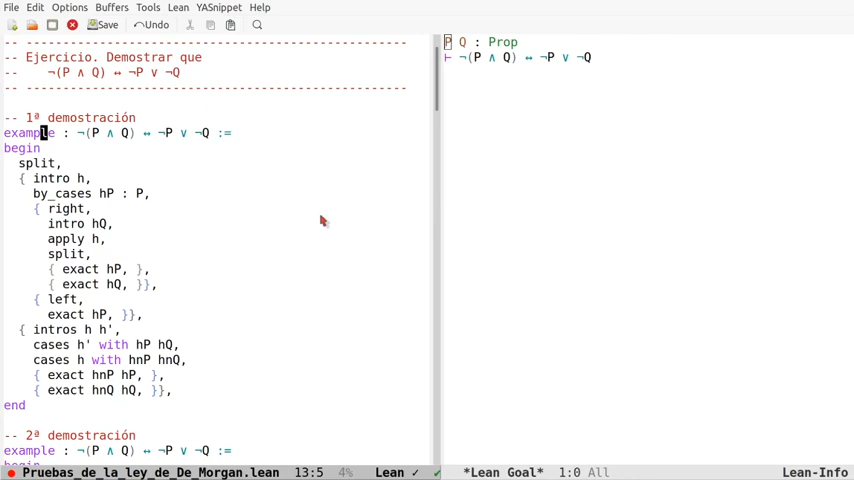 File Edit Options Buffers Tools Lean YASnippet Help
Save Undo
-- ---------------------------------------------------
-- Ejercicio. Demostrar que
--    ¬(P ∧ Q) ↔ ¬P ∨ ¬Q
-- ---------------------------------------------------
-- 1ª demostración
example : ¬(P ∧ Q) ↔ ¬P ∨ ¬Q :=
begin
  split,
  { intro h,
    by_cases hP : P,
    { right,
      intro hQ,
      apply h,
      split,
      { exact hP, },
      { exact hQ, }},
    { left,
      exact hP, }},
  { intros h h',
    cases h' with hP hQ,
    cases h with hnP hnQ,
    { exact hnP hP, },
    { exact hnQ hQ, }},
end
-- 2ª demostración
example : ¬(P ∧ Q) ↔ ¬P ∨ ¬Q :=
begin
Pruebas_de_la_ley_de_De_Morgan.lean 13:5 4% Lean ✓ ✓
P Q : Prop
⊢ ¬(P ∧ Q) ↔ ¬P ∨ ¬Q
*Lean Goal* 1:0 All Lean-Info